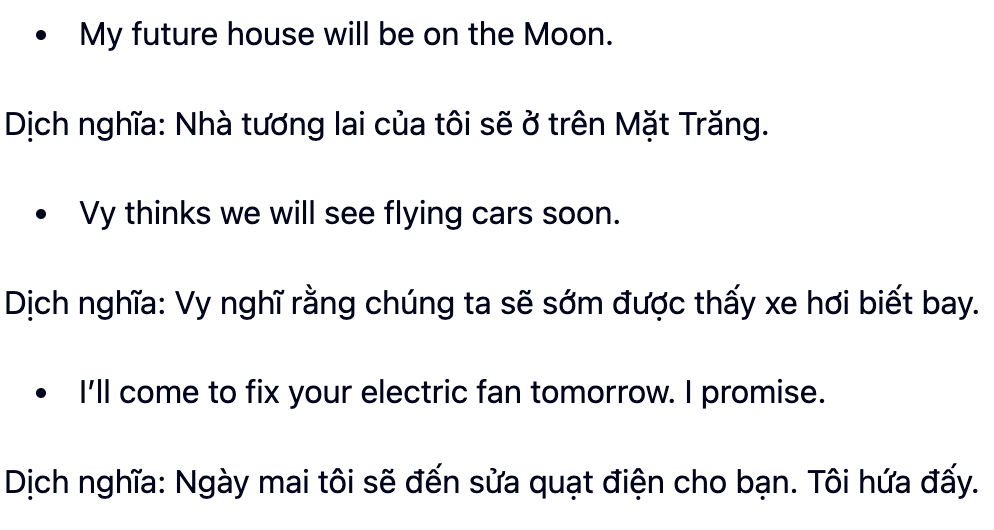 • My future house will be on the Moon.
Dịch nghĩa: Nhà tương lai của tôi sẽ ở trên Mặt Trăng.
• Vy thinks we will see flying cars soon.
Dịch nghĩa: Vy nghĩ rằng chúng ta sẽ sớm được thấy xe hơi biết bay.
• I’ll come to fix your electric fan tomorrow. I promise.
Dịch nghĩa: Ngày mai tôi sẽ đến sửa quạt điện cho bạn. Tôi hứa đấy.